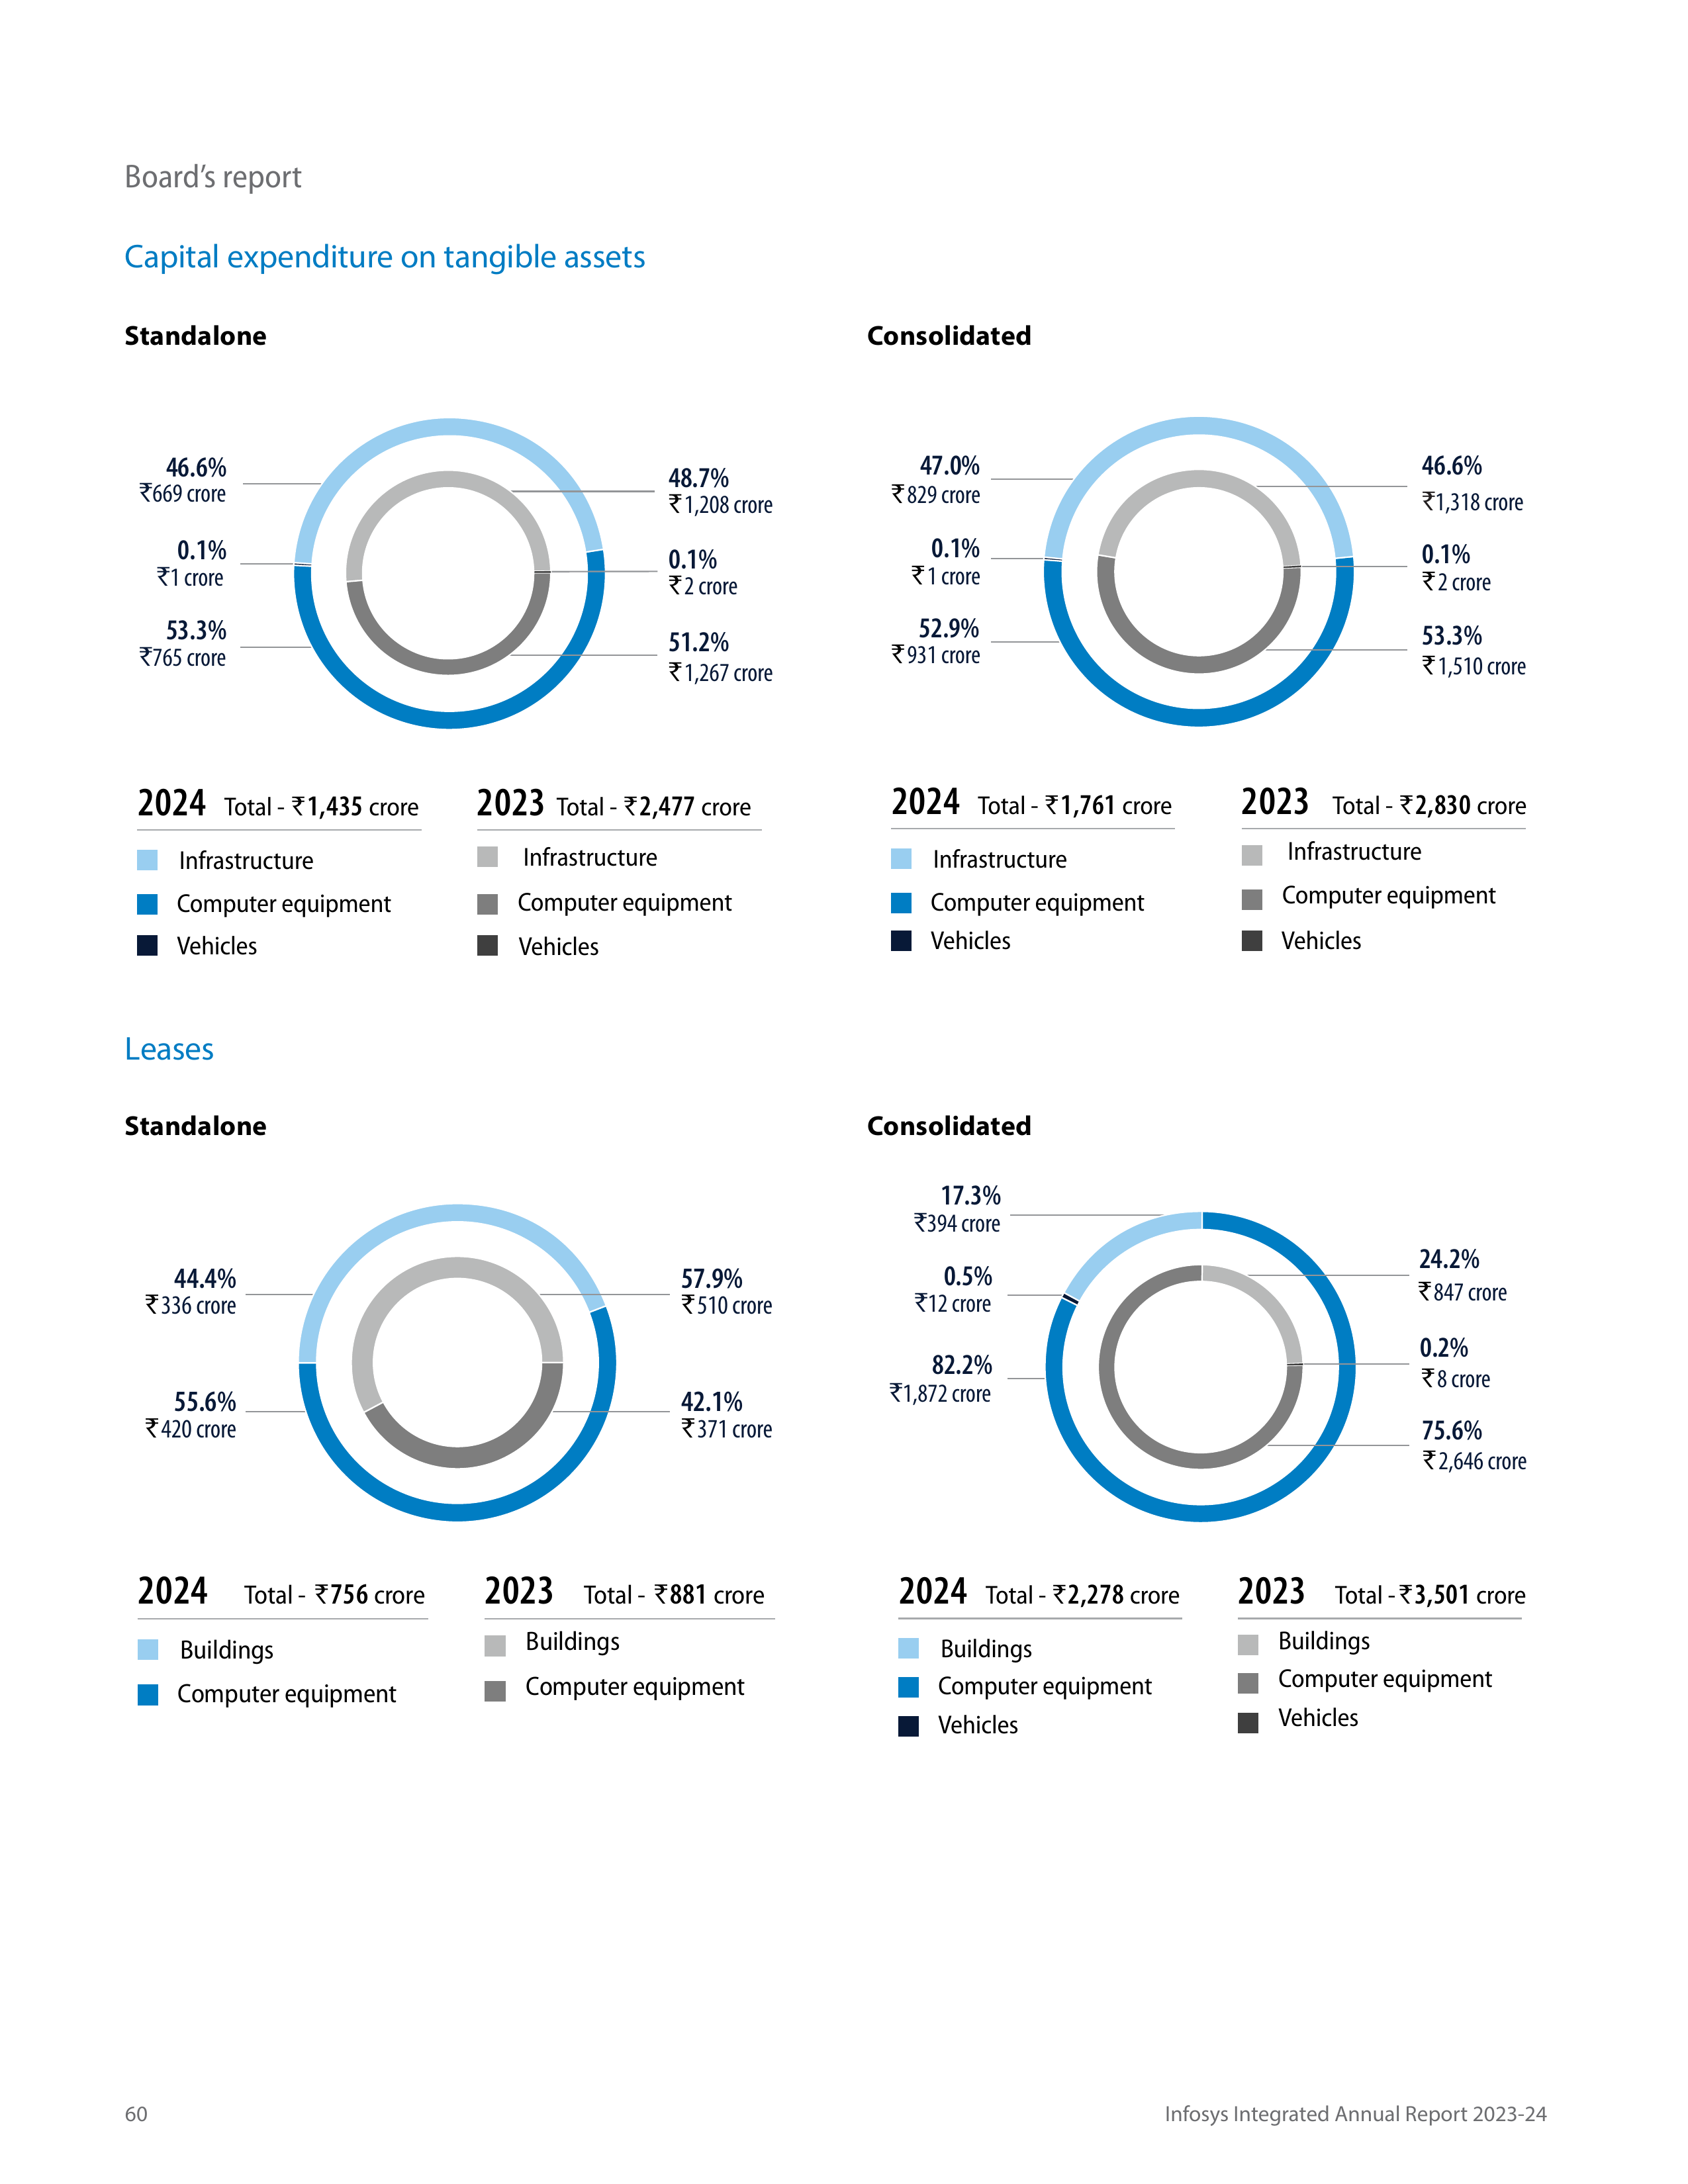 Board’s report
Capital expenditure on tangible assets
Standalone
46.6%
₹669 crore
0.1%
₹1 crore
53.3%
₹765 crore
48.7%
₹1,208 crore
0.1%
₹2 crore
51.2%
₹1,267 crore
2024 Total - ₹1,435 crore
Infrastructure
Computer equipment
Vehicles
2023 Total - ₹2,477 crore
Infrastructure
Computer equipment
Vehicles
Consolidated
47.0%
₹829 crore
0.1%
₹1 crore
52.9%
₹931 crore
46.6%
₹1,318 crore
0.1%
₹2 crore
53.3%
₹1,510 crore
2024 Total - ₹1,761 crore
Infrastructure
Computer equipment
Vehicles
2023 Total - ₹2,830 crore
Infrastructure
Computer equipment
Vehicles
Leases
Standalone
44.4%
₹336 crore
55.6%
₹420 crore
57.9%
₹510 crore
42.1%
₹371 crore
2024 Total - ₹756 crore
Buildings
Computer equipment
2023 Total - ₹881 crore
Buildings
Computer equipment
Consolidated
17.3%
₹394 crore
0.5%
₹12 crore
82.2%
₹1,872 crore
24.2%
₹847 crore
0.2%
₹8 crore
75.6%
₹2,646 crore
2024 Total - ₹2,278 crore
Buildings
Computer equipment
Vehicles
2023 Total - ₹3,501 crore
Buildings
Computer equipment
Vehicles
60
Infosys Integrated Annual Report 2023-24